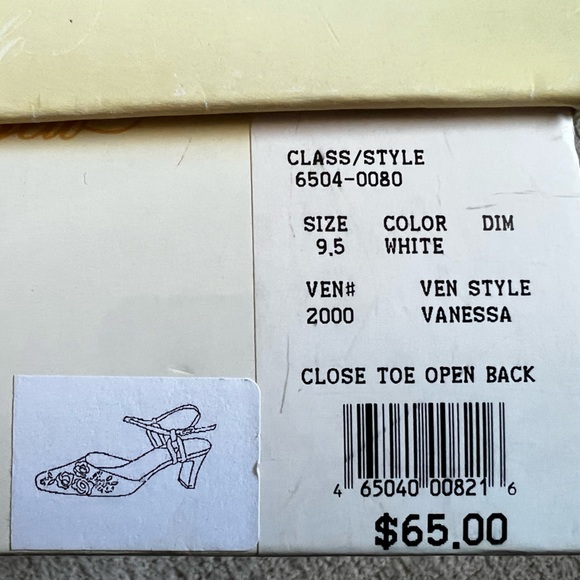 CLASS/STYLE
6504-0080
SIZE COLOR DIM
9.5 WHITE
VEN# VEN STYLE
2000 VANESSA
CLOSE TOE OPEN BACK
4 65040 00821 6
$65.00